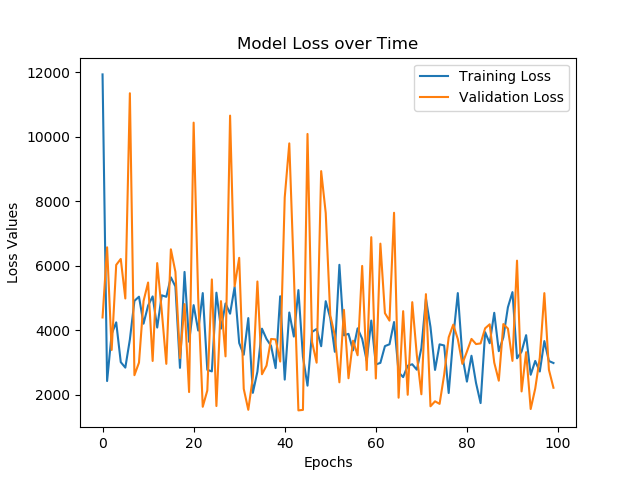 Model Loss over Time
Training Loss
Validation Loss
12000
10000
8000
6000
4000
2000
Loss Values
0 20 40 60 80 100
Epochs